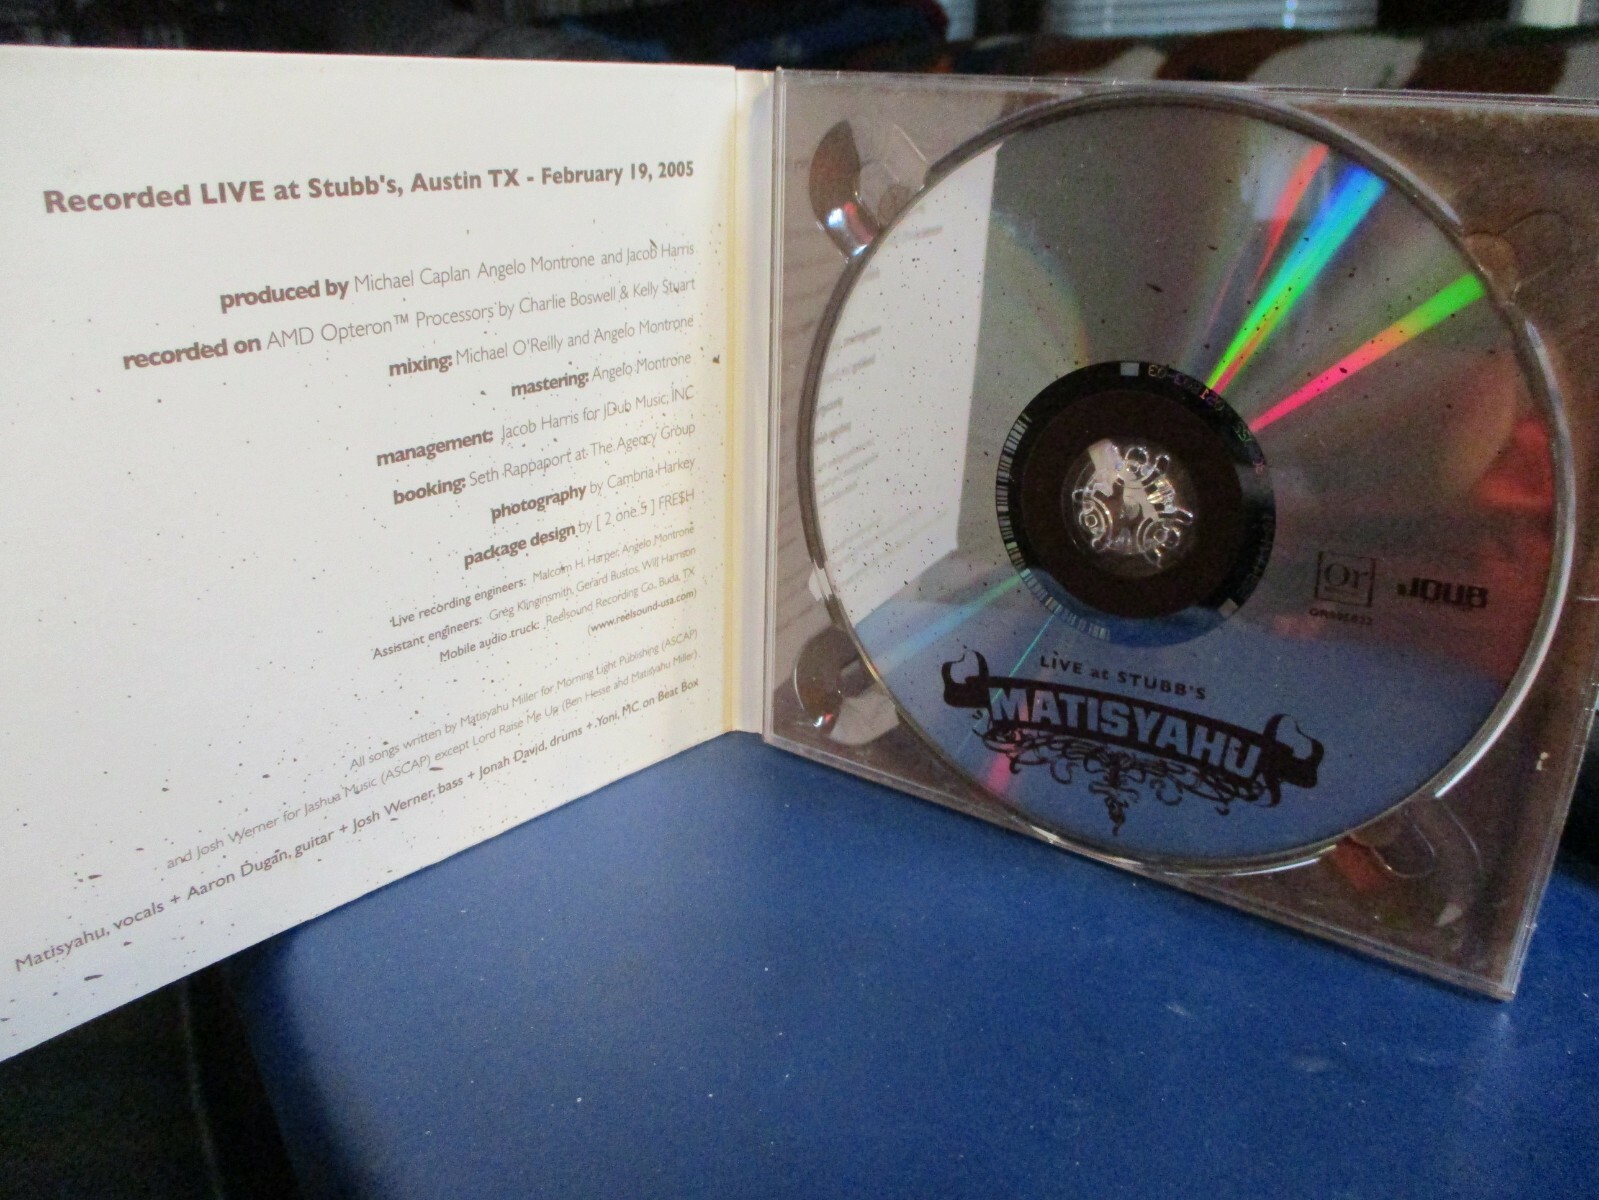 Recorded LIVE at Stubb's, Austin TX - February 19, 2005
produced by Michael Caplan Angelo Montrone and Jacob Harris
recorded on AMD Opteron™ Processors by Charlie Boswell & Kelly Stuart
mixing: Michael O'Reilly and Angelo Montrone
mastering: Angelo Montrone
management: Jacob Harris for JDub Music, INC
booking: Seth Rappaport at The Agency Group
photography by Cambria Harkey
package design by [ 2 one 5 ] FRE$H
Live recording engineers: Malcolm H. Harper, Angelo Montrone
Assistant engineers: Greg Klinginsmith, Gerard Bustos, Will Harrison
Mobile audio truck: Reelsound Recording Co., Buda, TX
(www.reelsound-usa.com)
All songs written by Matisyahu Miller for Morning Light Publishing (ASCAP)
and Josh Werner for Jashua Music (ASCAP) except Lord Raise Me Up (Ben Hesse and Matisyahu Miller)
Matisyahu, vocals + Aaron Dugan, guitar + Josh Werner, bass + Jonah David, drums + Yoni, MC on Beat Box
Or
JDUB
LIVE at STUBB'S
MATISYAHU